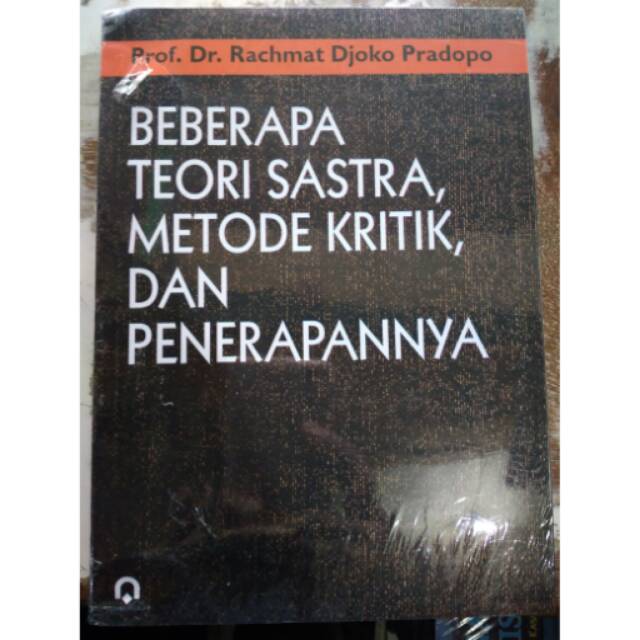 Prof. Dr. Rachmat Djoko Pradopo
BEBERAPA
TEORI SASTRA,
METODE KRITIK,
DAN
PENERAPANNYA